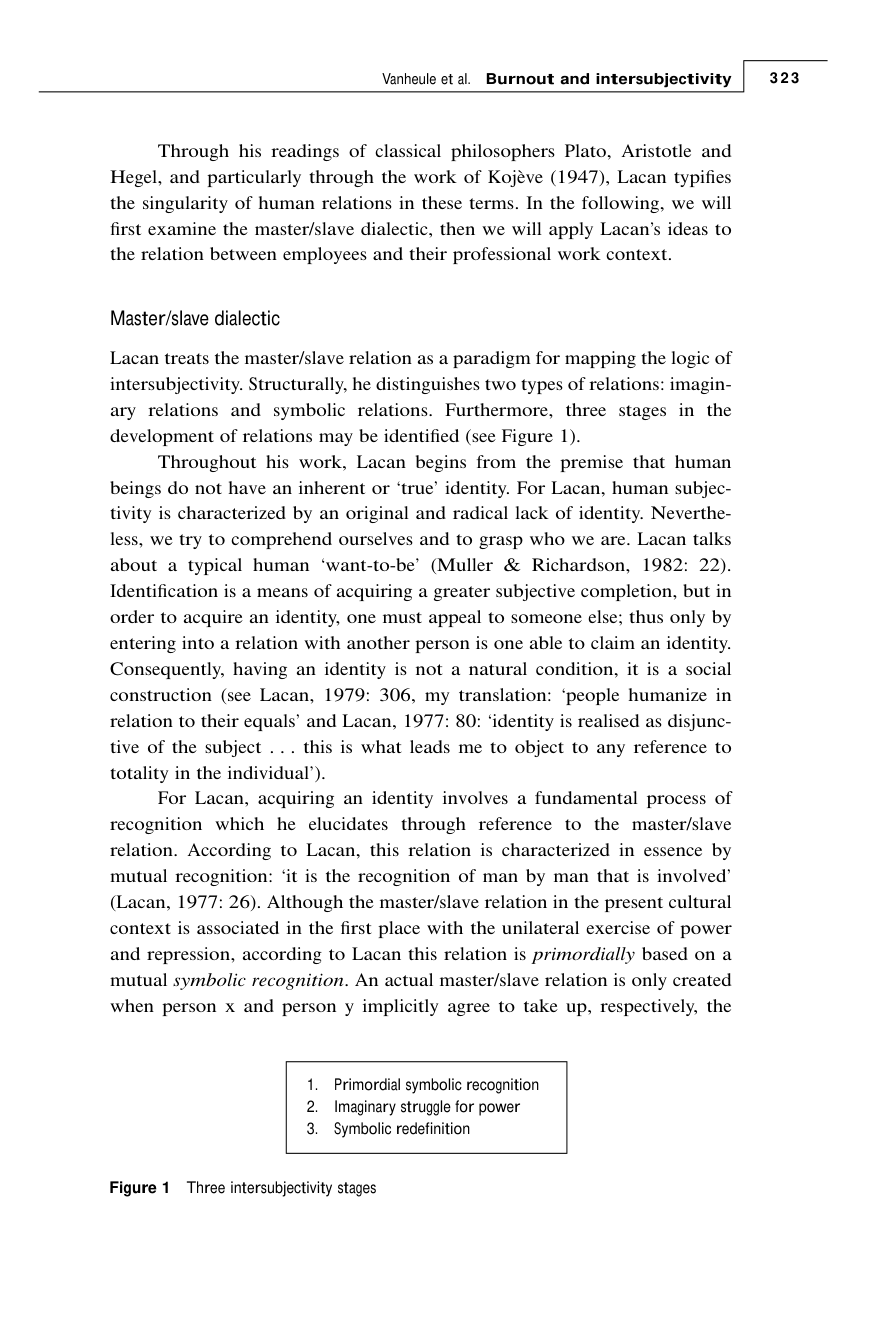 Vanheule et al. Burnout and intersubjectivity 323
Through his readings of classical philosophers Plato, Aristotle and
Hegel, and particularly through the work of Kojève (1947), Lacan typifies
the singularity of human relations in these terms. In the following, we will
first examine the master/slave dialectic, then we will apply Lacan’s ideas to
the relation between employees and their professional work context.
Master/slave dialectic
Lacan treats the master/slave relation as a paradigm for mapping the logic of
intersubjectivity. Structurally, he distinguishes two types of relations: imagin-
ary relations and symbolic relations. Furthermore, three stages in the
development of relations may be identified (see Figure 1).
Throughout his work, Lacan begins from the premise that human
beings do not have an inherent or ‘true’ identity. For Lacan, human subjec-
tivity is characterized by an original and radical lack of identity. Neverthe-
less, we try to comprehend ourselves and to grasp who we are. Lacan talks
about a typical human ‘want-to-be’ (Muller & Richardson, 1982: 22).
Identification is a means of acquiring a greater subjective completion, but in
order to acquire an identity, one must appeal to someone else; thus only by
entering into a relation with another person is one able to claim an identity.
Consequently, having an identity is not a natural condition, it is a social
construction (see Lacan, 1979: 306, my translation: ‘people humanize in
relation to their equals’ and Lacan, 1977: 80: ‘identity is realised as disjunc-
tive of the subject . . . this is what leads me to object to any reference to
totality in the individual’).
For Lacan, acquiring an identity involves a fundamental process of
recognition which he elucidates through reference to the master/slave
relation. According to Lacan, this relation is characterized in essence by
mutual recognition: ‘it is the recognition of man by man that is involved’
(Lacan, 1977: 26). Although the master/slave relation in the present cultural
context is associated in the first place with the unilateral exercise of power
and repression, according to Lacan this relation is primordially based on a
mutual symbolic recognition. An actual master/slave relation is only created
when person x and person y implicitly agree to take up, respectively, the
1. Primordial symbolic recognition
2. Imaginary struggle for power
3. Symbolic redefinition
Figure 1 Three intersubjectivity stages